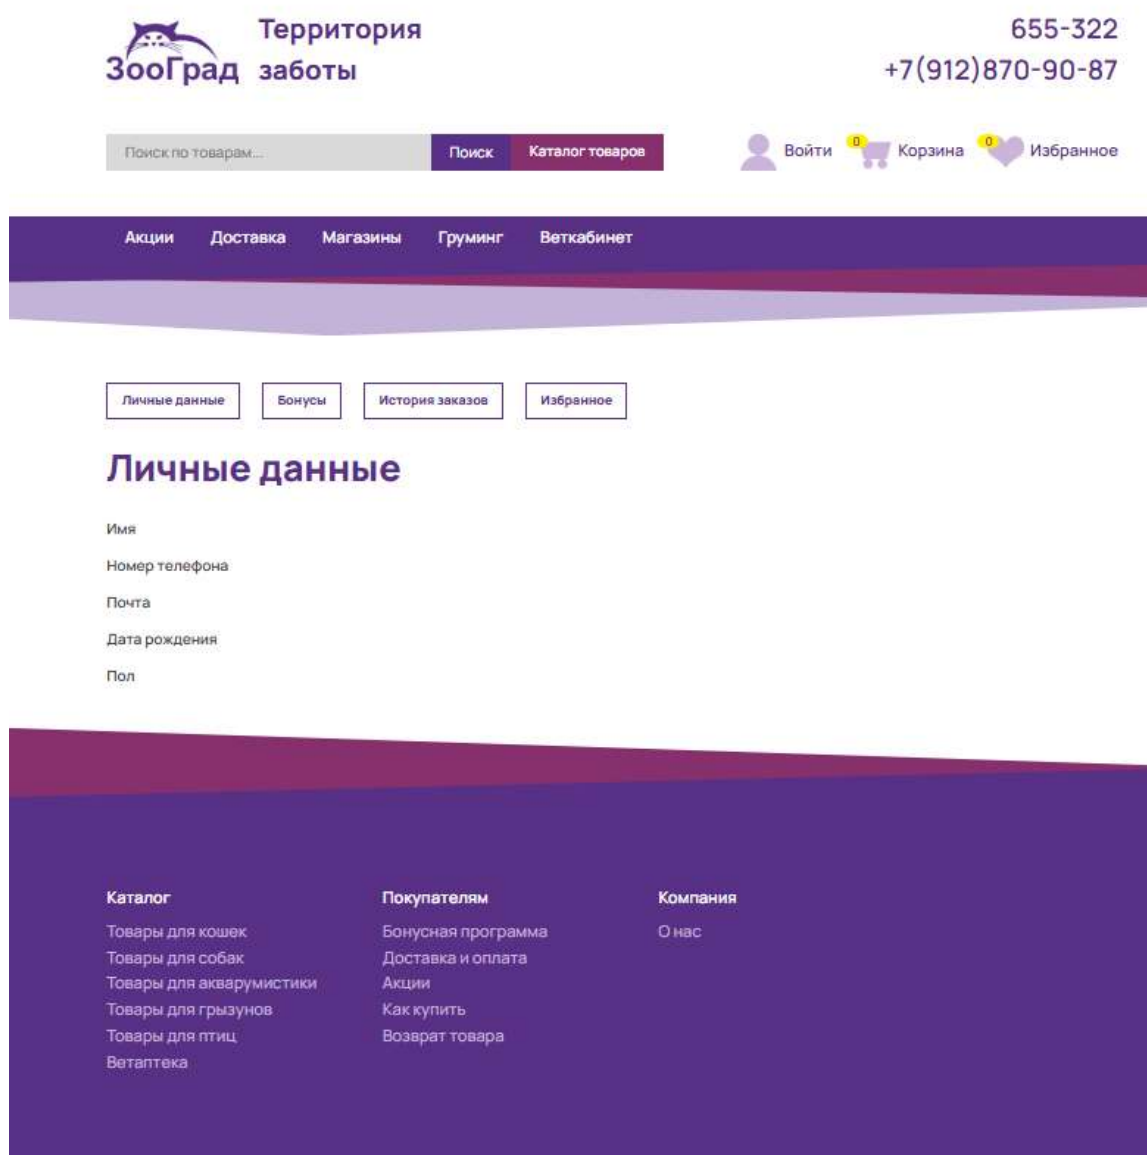 ЗооГрад
Территория
заботы
655-322
+7(912)870-90-87
Поиск по товарам...
Поиск
Каталог товаров
Войти
0
Корзина
0
Избранное
Акции
Доставка
Магазины
Груминг
Веткабинет
Личные данные
Бонусы
История заказов
Избранное
Личные данные
Имя
Номер телефона
Почта
Дата рождения
Пол
Каталог
Товары для кошек
Товары для собак
Товары для акварумистики
Товары для грызунов
Товары для птиц
Ветаптека
Покупателям
Бонусная программа
Доставка и оплата
Акции
Как купить
Возврат товара
Компания
О нас